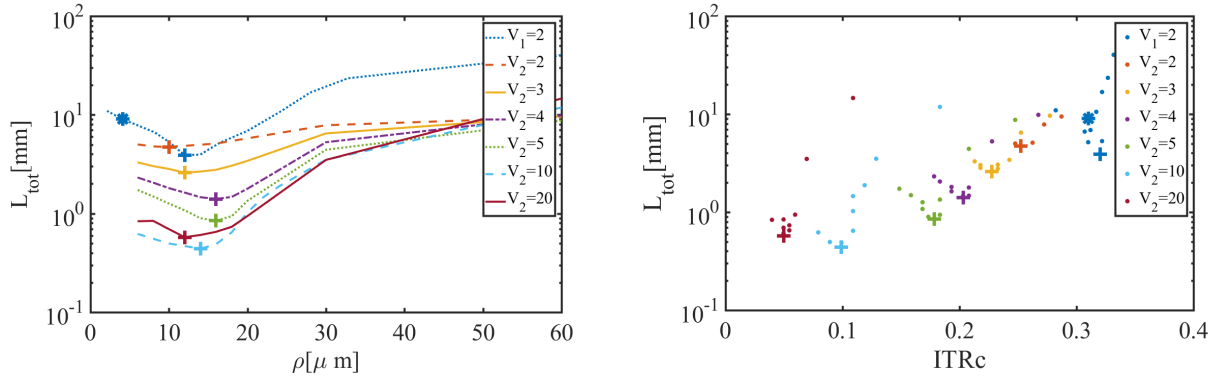 10^2
10^1
10^0
10^-1
L_tot[mm]
0 10 20 30 40 50 60
ρ[μ m]
V_1=2
V_2=2
V_2=3
V_2=4
V_2=5
V_2=10
V_2=20
10^2
10^1
10^0
10^-1
L_tot[mm]
0 0.1 0.2 0.3 0.4
ITRc
V_1=2
V_2=2
V_2=3
V_2=4
V_2=5
V_2=10
V_2=20